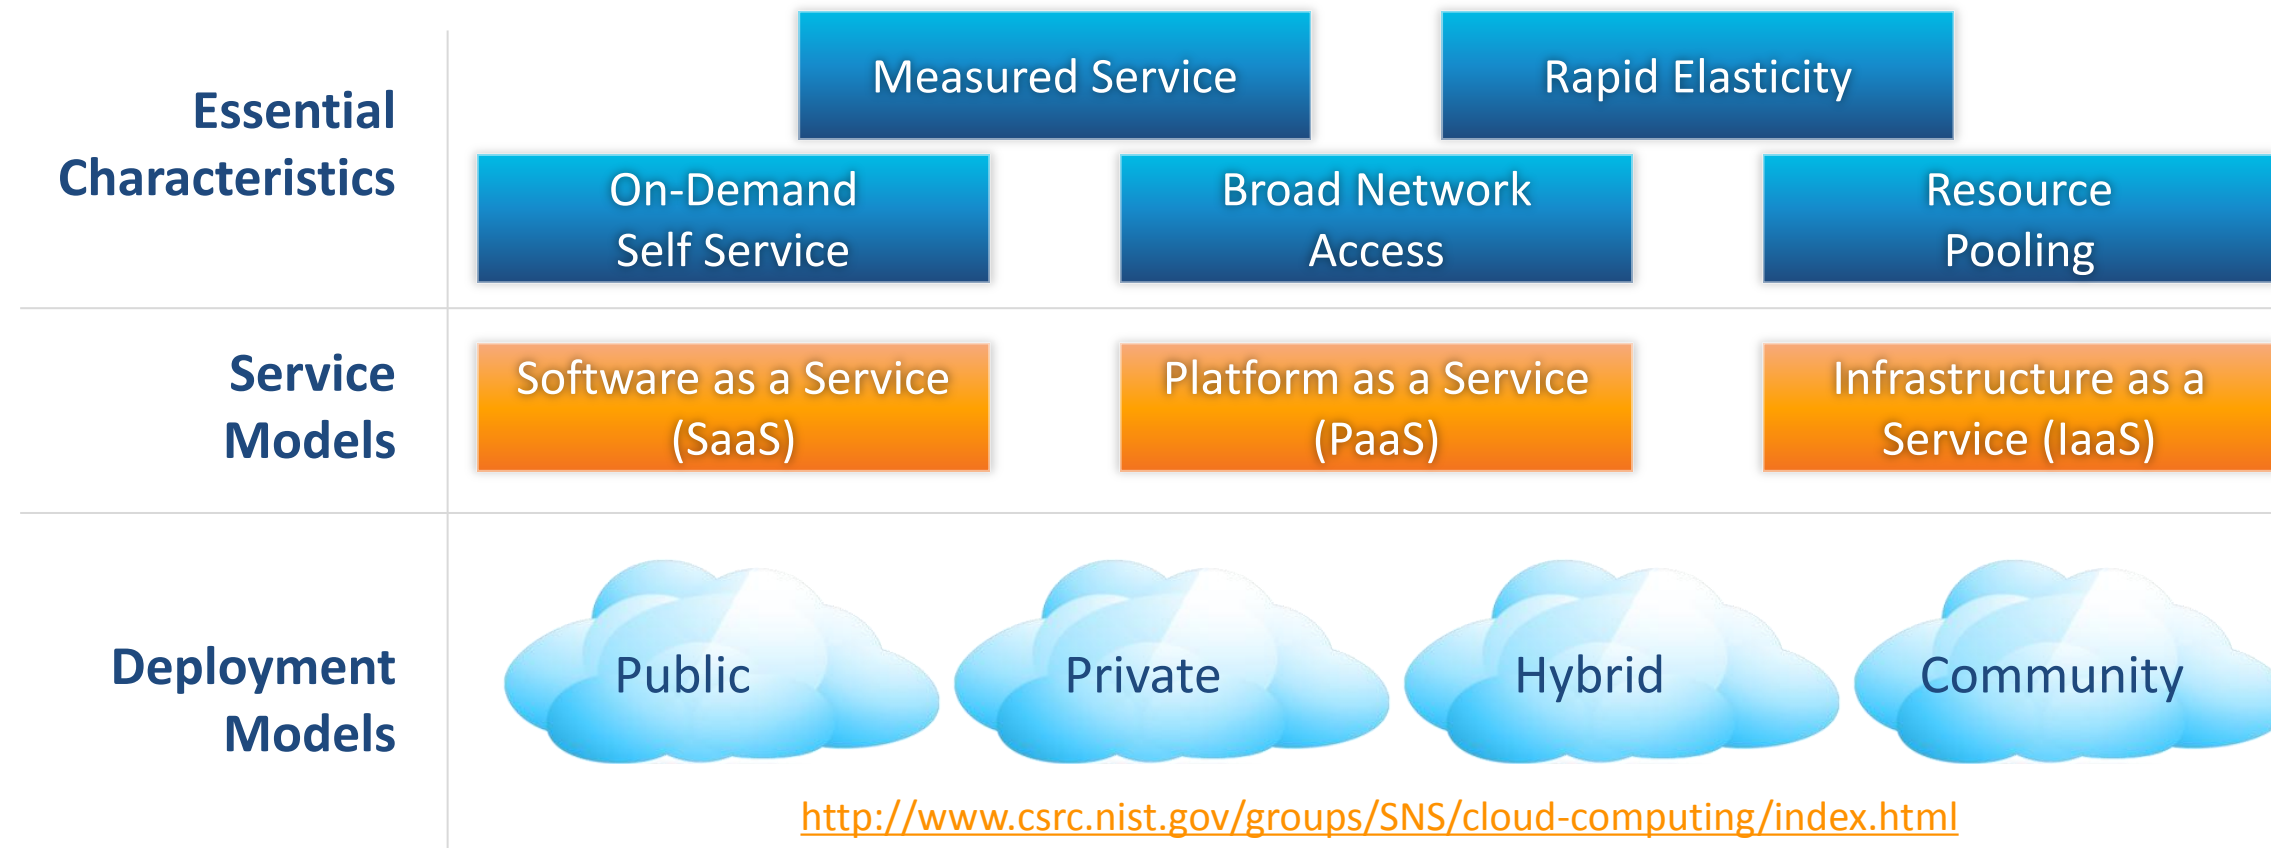 Essential
Characteristics
Measured Service
Rapid Elasticity
On-Demand
Self Service
Broad Network
Access
Resource
Pooling
Service
Models
Software as a Service
(SaaS)
Platform as a Service
(PaaS)
Infrastructure as a
Service (IaaS)
Deployment
Models
Public
Private
Hybrid
Community
http://www.csrc.nist.gov/groups/SNS/cloud-computing/index.html